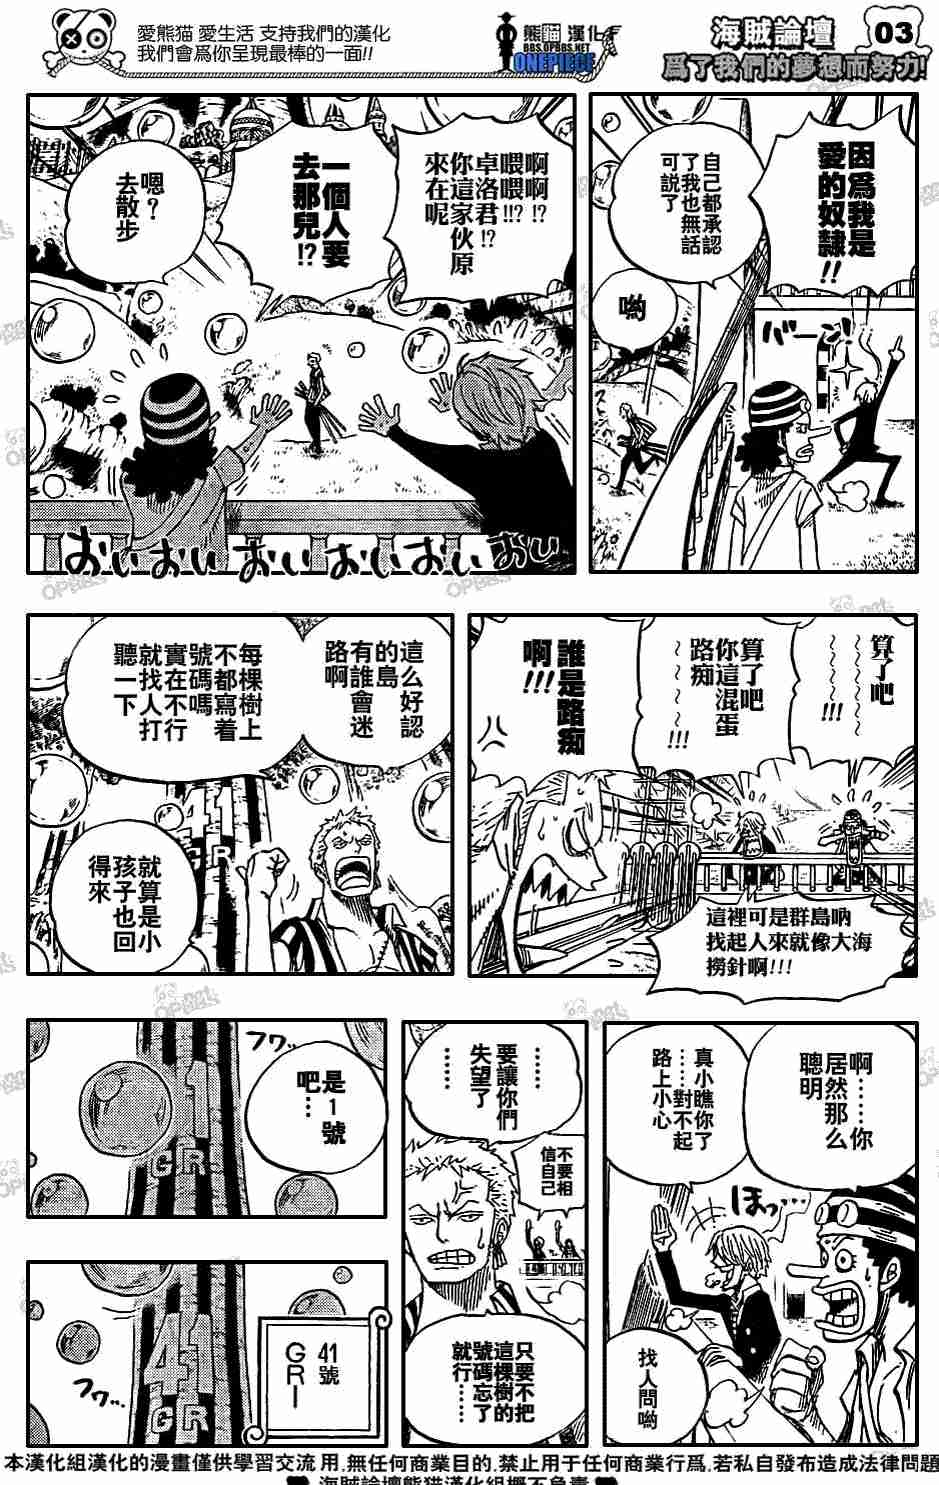 愛熊猫 愛生活 支持我們的漢化
我們會爲你呈現最棒的一面!!
熊貓 漢化
BBS.OPBBS.NET
ONEPIECE
海賊論壇
爲了我們的夢想而努力!
03
因爲我是
愛的奴隸!!
自己都承認
了我也無話
可説了
喲
バーン!
啊啊!?
喂喂!!?
卓洛君!?
你這家伙原
來在呢
一個人要
去那兒!?
嗯？
去散步
おいおい おい おいおい おい
算了吧
～～～～～!!!
算了吧
你這混蛋
路痴
～～～～!!!
誰是路痴
啊!!!
這裡可是群島吶
找起人來就像大海
撈針啊!!!
這么好認
的島
有誰會迷
路啊
每棵樹上
不都寫着
號碼嗎
實在不行
就找人打
聽一下
就算是小
孩子也回
得來
41
GR
啊……你
居然那么
聰明
真小瞧你了
……對不起
路上小心
ほっ…
找人問喲
……
要讓你們
失望了
……
不要相
信自己
只要不把
這棵樹的
號碼忘了
就行……
フワ‥
是1號
吧…
1
GR
フワ…
41
GR
41號
GR
本漢化組漢化的漫畫僅供學習交流用,無任何商業目的,禁止用于任何商業行爲,若私自發布造成法律問題
海賊論壇熊猫漢化組概不負責